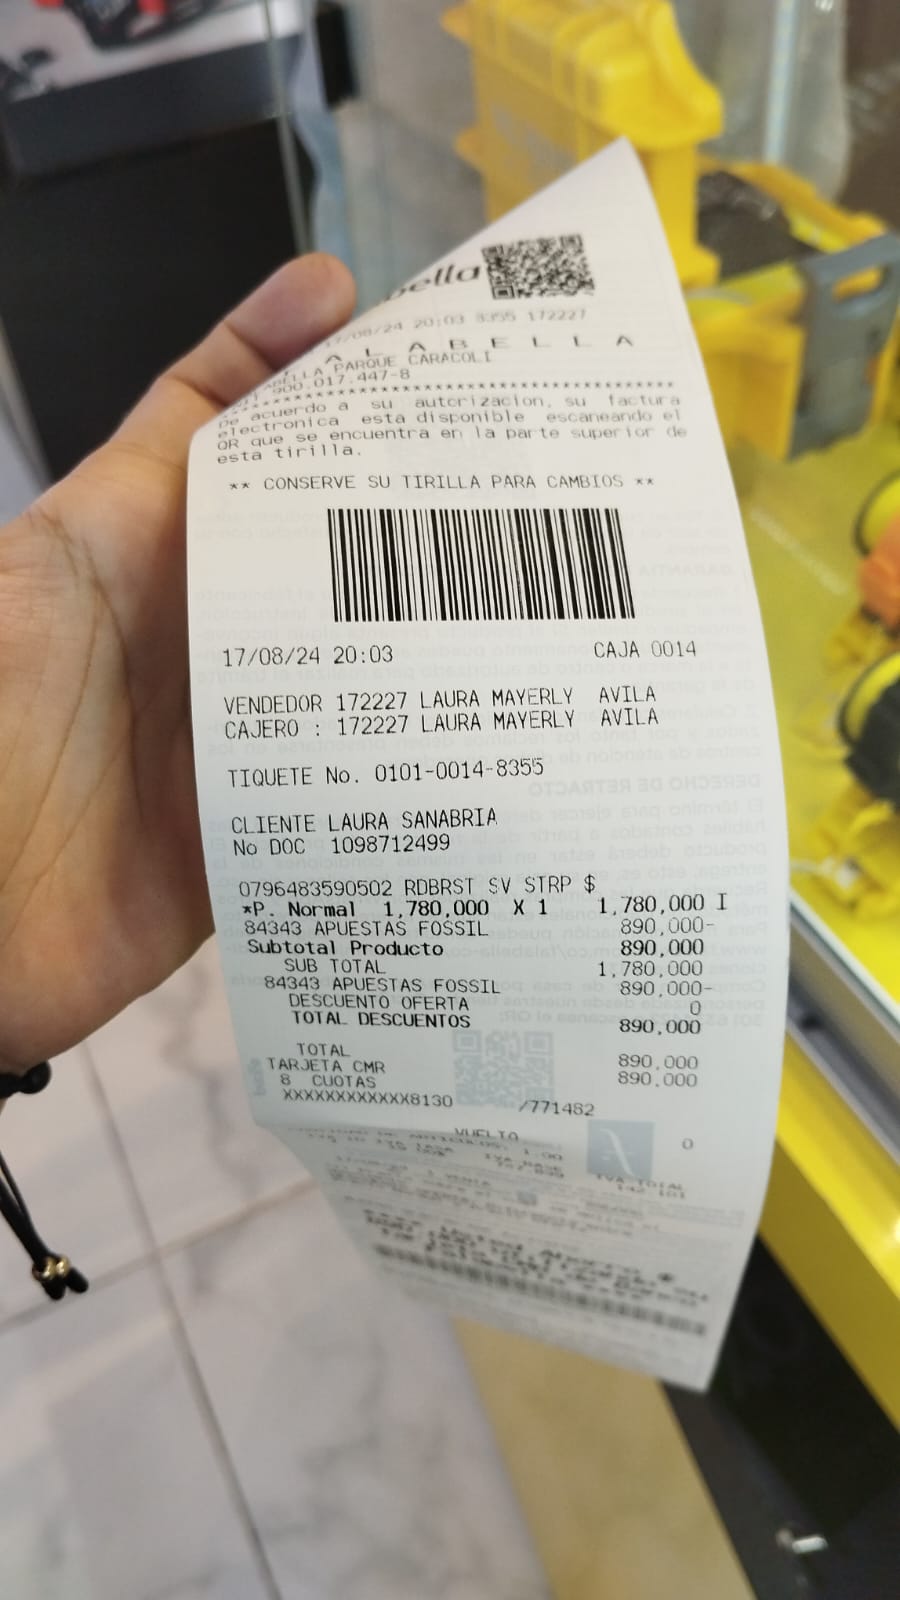 bella
17/08/24 20:03 8355 172227
A L A B E L L A
ABELLA PARQUE CARACOLI
900.017.447-8
****************************************
De acuerdo a su autorizacion, su factura
electronica esta disponible escaneando el
QR que se encuentra en la parte superior de
esta tirilla.
** CONSERVE SU TIRILLA PARA CAMBIOS **
17/08/24 20:03 CAJA 0014
VENDEDOR 172227 LAURA MAYERLY AVILA
CAJERO : 172227 LAURA MAYERLY AVILA
TIQUETE No. 0101-0014-8355
CLIENTE LAURA SANABRIA
No DOC 1098712499
0796483590502 RDBRST SV STRP $
*P. Normal 1,780,000 X 1 1,780,000 I
84343 APUESTAS FOSSIL 890,000-
Subtotal Producto 890,000
SUB TOTAL 1,780,000
84343 APUESTAS FOSSIL 890,000-
DESCUENTO OFERTA 0
TOTAL DESCUENTOS 890,000
TOTAL 890,000
TARJETA CMR 890,000
8 CUOTAS
XXXXXXXXXXXX8130 /771482
VUELTO 0